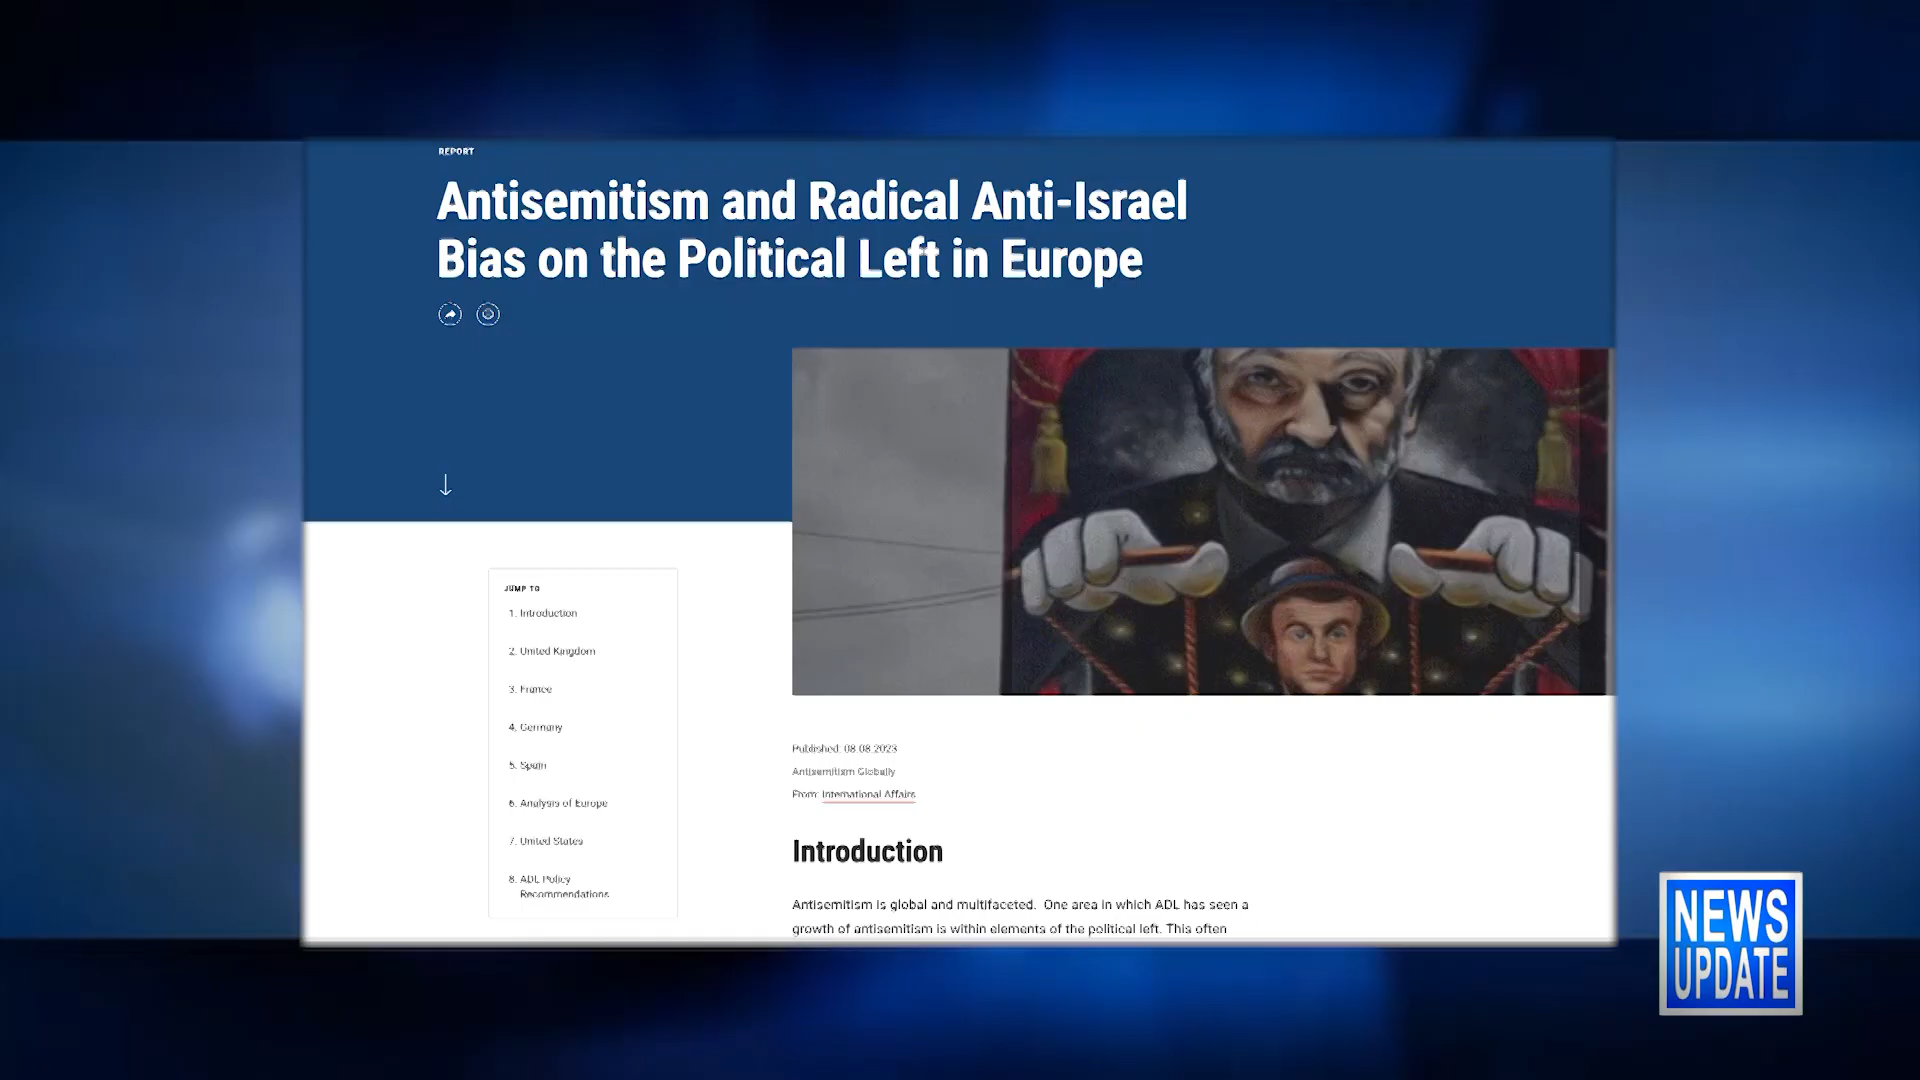 REPORT
Antisemitism and Radical Anti-Israel
Bias on the Political Left in Europe
JUMP TO
1. Introduction
2. United Kingdom
3. France
4. Germany
5. Spain
6. Analysis of Europe
7. United States
8. ADL Policy
Recommendations
Published: 08.08.2023
Antisemitism Globally
From: International Affairs
Introduction
Antisemitism is global and multifaceted. One area in which ADL has seen a
growth of antisemitism is within elements of the political left. This often
NEWS
UPDATE